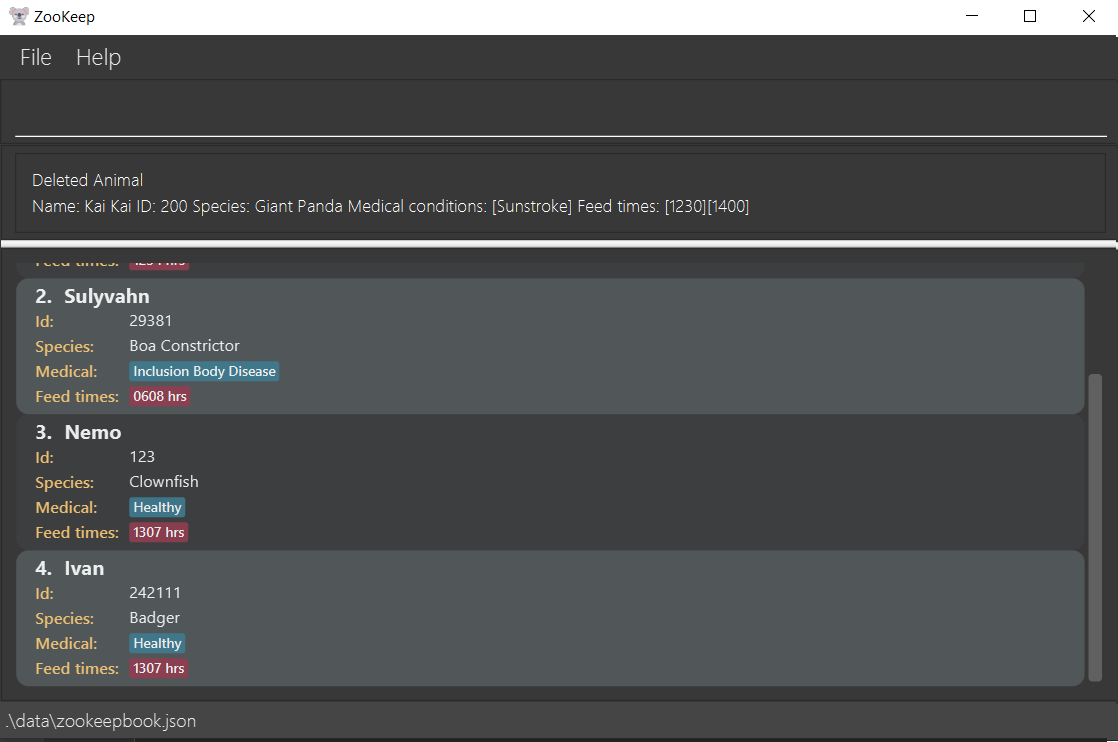 ZooKeep
File Help
Deleted Animal
Name: Kai Kai ID: 200 Species: Giant Panda Medical conditions: [Sunstroke] Feed times: [1230][1400]
Feed times:
2. Sulyvahn
Id: 29381
Species: Boa Constrictor
Medical: Inclusion Body Disease
Feed times: 0608 hrs
3. Nemo
Id: 123
Species: Clownfish
Medical: Healthy
Feed times: 1307 hrs
4. Ivan
Id: 242111
Species: Badger
Medical: Healthy
Feed times: 1307 hrs
.\data\zookeepbook.json